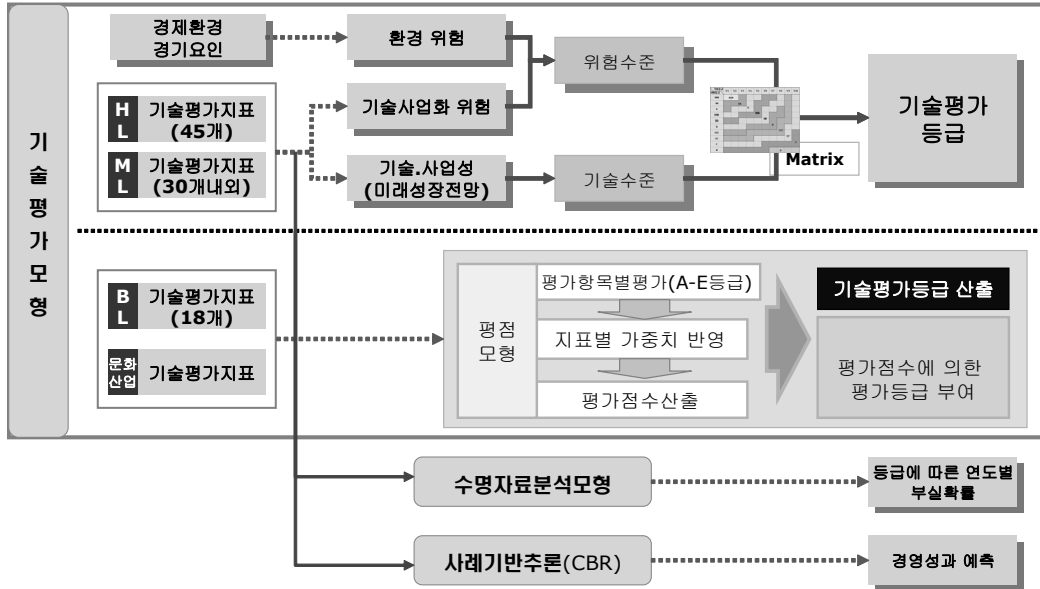 기
술
평
가
모
형
경제환경
경기요인
환경 위험
위험수준
H
L
기술평가지표
(45개)
기술사업화 위험
M
L
기술평가지표
(30개내외)
기술.사업성
(미래성장전망)
기술수준
Matrix
기술평가
등급
B
L
기술평가지표
(18개)
문화
산업
기술평가지표
평점
모형
평가항목별평가(A-E등급)
지표별 가중치 반영
평가점수산출
기술평가등급 산출
평가점수에 의한
평가등급 부여
수명자료분석모형
등급에 따른 연도별
부실확률
사례기반추론(CBR)
경영성과 예측